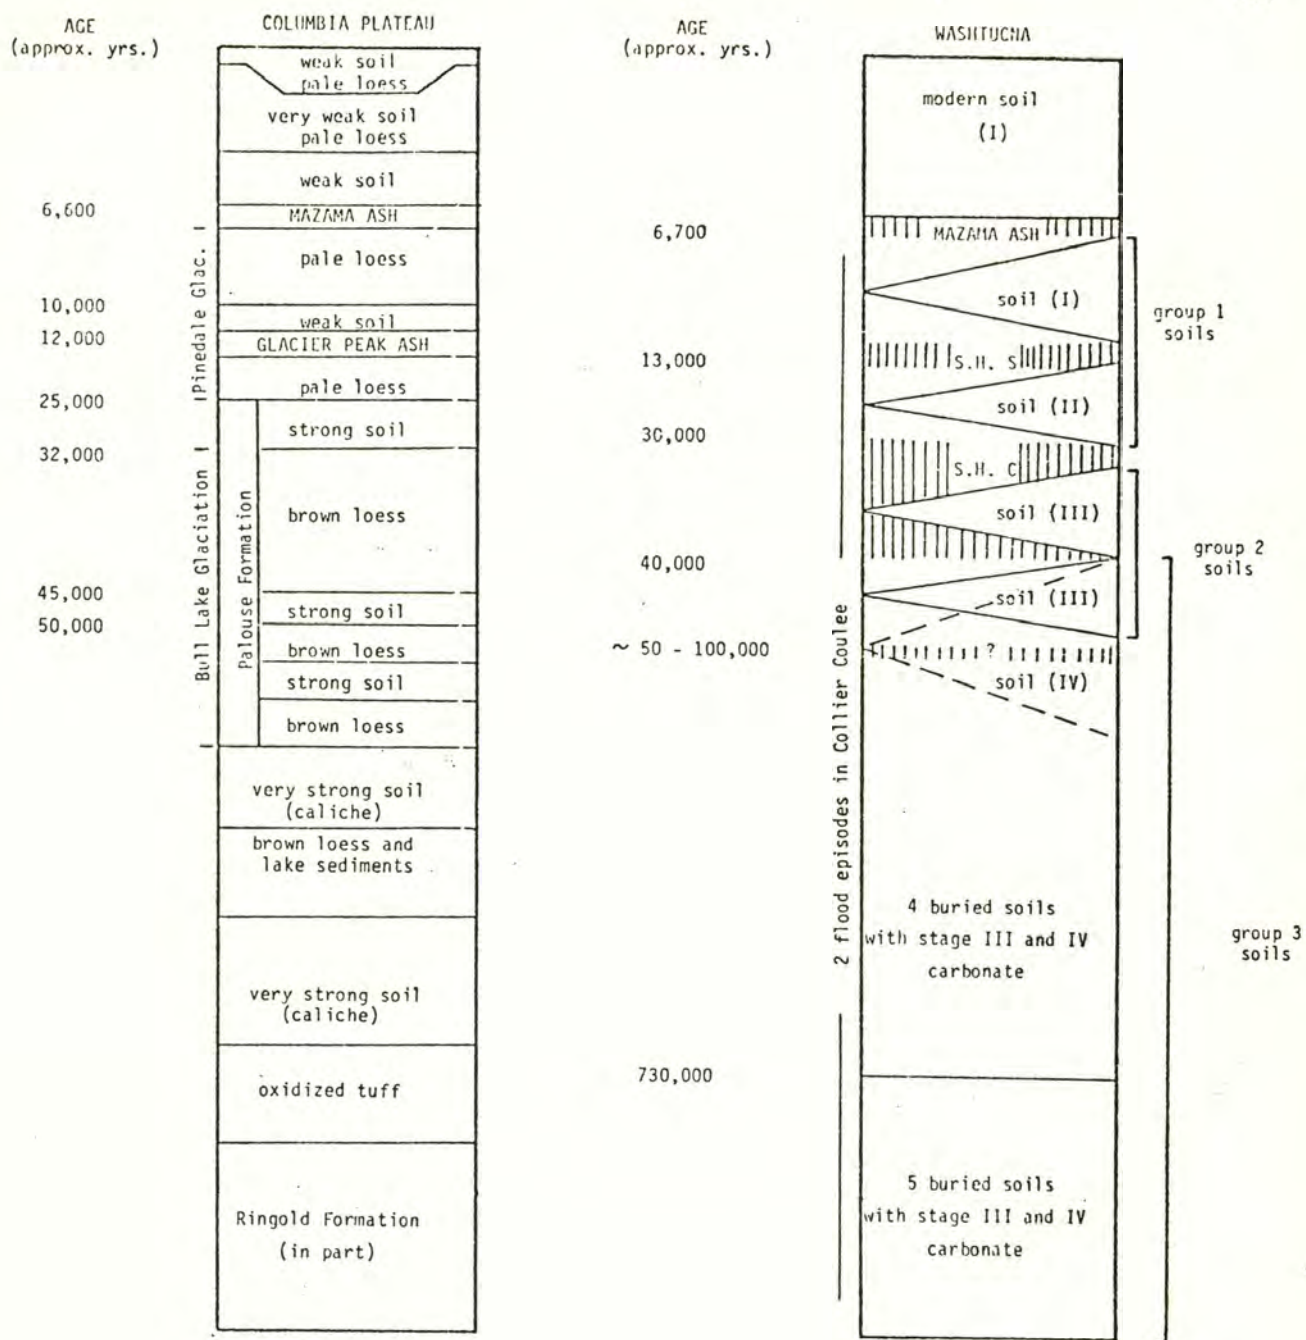 AGE
(approx. yrs.)
COLUMBIA PLATEAU
weak soil
pale loess
very weak soil
pale loess
weak soil
6,600
MAZAMA ASH
pale loess
10,000
weak soil
12,000
GLACIER PEAK ASH
pale loess
25,000
strong soil
32,000
brown loess
45,000
strong soil
50,000
brown loess
strong soil
brown loess
very strong soil
(caliche)
brown loess and
lake sediments
very strong soil
(caliche)
oxidized tuff
Ringold Formation
(in part)
Pinedale Glac.
Bull Lake Glaciation
Palouse Formation
AGE
(approx. yrs.)
WASHTUCNA
modern soil
(I)
6,700
MAZAMA ASH
soil (I)
group 1
soils
13,000
S.H. S
soil (II)
30,000
S.H. C
soil (III)
group 2
soils
40,000
soil (III)
~ 50 - 100,000
?
soil (IV)
2 flood episodes in Collier Coulee
4 buried soils
with stage III and IV
carbonate
group 3
soils
730,000
5 buried soils
with stage III and IV
carbonate